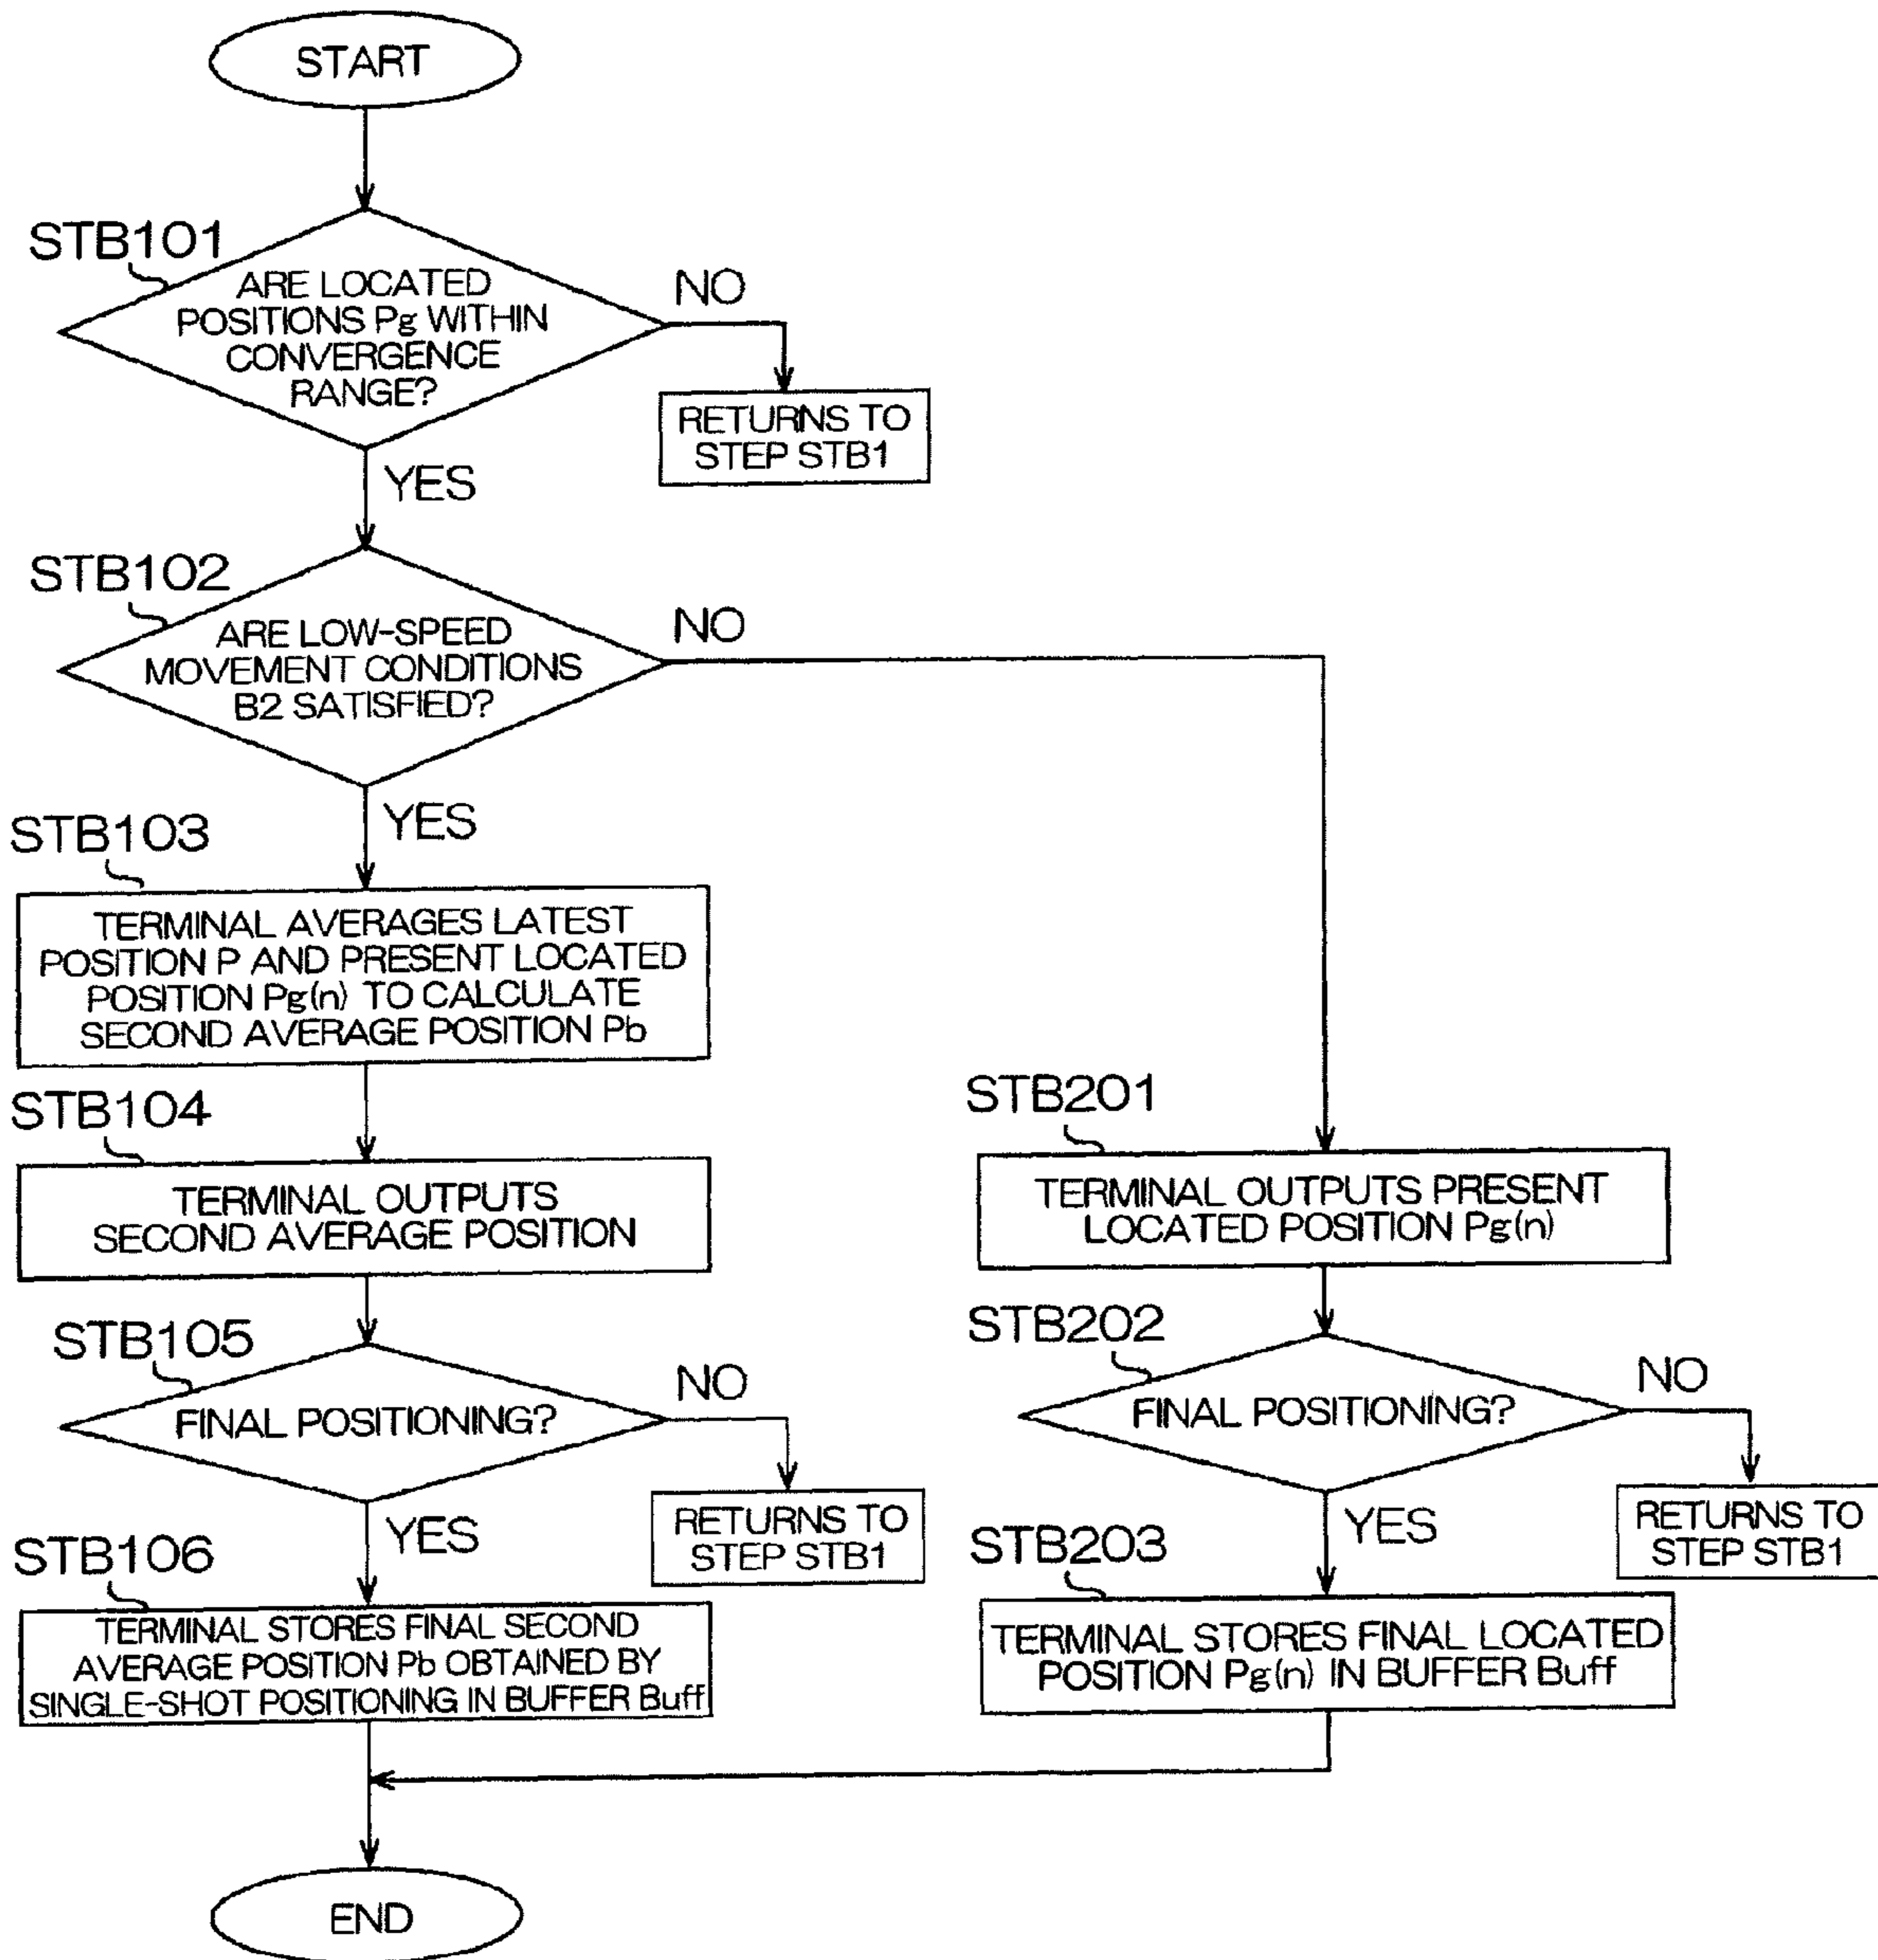 START
STB101
ARE LOCATED
POSITIONS Pg WITHIN
CONVERGENCE
RANGE?
NO
RETURNS TO
STEP STB1
YES
STB102
ARE LOW-SPEED
MOVEMENT CONDITIONS
B2 SATISFIED?
NO
YES
STB103
TERMINAL AVERAGES LATEST
POSITION P AND PRESENT LOCATED
POSITION Pg(n) TO CALCULATE
SECOND AVERAGE POSITION Pb
STB104
TERMINAL OUTPUTS
SECOND AVERAGE POSITION
STB105
FINAL POSITIONING?
NO
RETURNS TO
STEP STB1
YES
STB106
TERMINAL STORES FINAL SECOND
AVERAGE POSITION Pb OBTAINED BY
SINGLE-SHOT POSITIONING IN BUFFER Buff
STB201
TERMINAL OUTPUTS PRESENT
LOCATED POSITION Pg(n)
STB202
FINAL POSITIONING?
NO
RETURNS TO
STEP STB1
YES
STB203
TERMINAL STORES FINAL LOCATED
POSITION Pg(n) IN BUFFER Buff
END